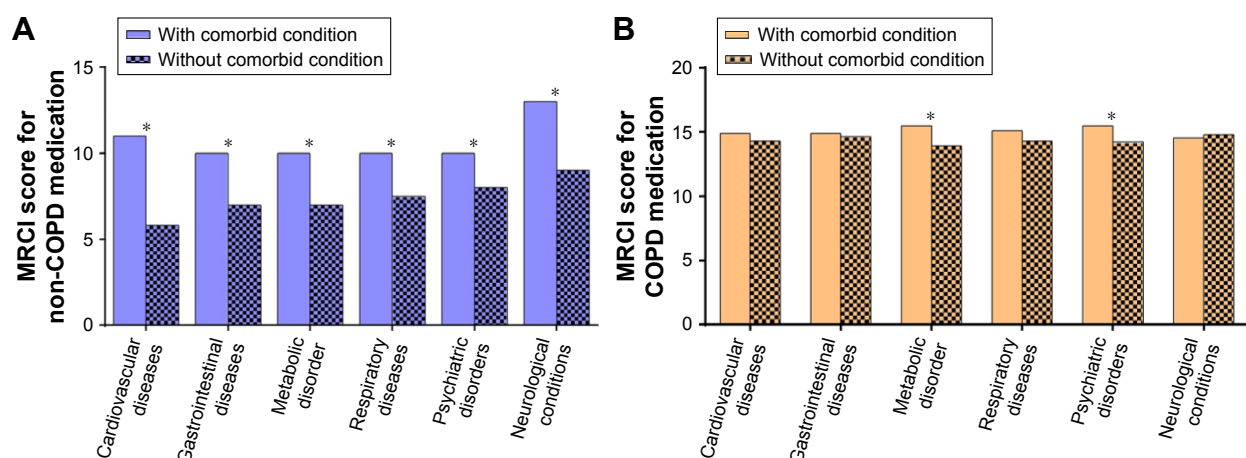 A
With comorbid condition
Without comorbid condition
MRCI score for
non-COPD medication
15
10
5
0
*
*
*
*
*
*
Cardiovascular
diseases
Gastrointestinal
diseases
Metabolic
disorder
Respiratory
diseases
Psychiatric
disorders
Neurological
conditions
B
With comorbid condition
Without comorbid condition
MRCI score for
COPD medication
20
15
10
5
0
*
*
Cardiovascular
diseases
Gastrointestinal
diseases
Metabolic
disorder
Respiratory
diseases
Psychiatric
disorders
Neurological
conditions